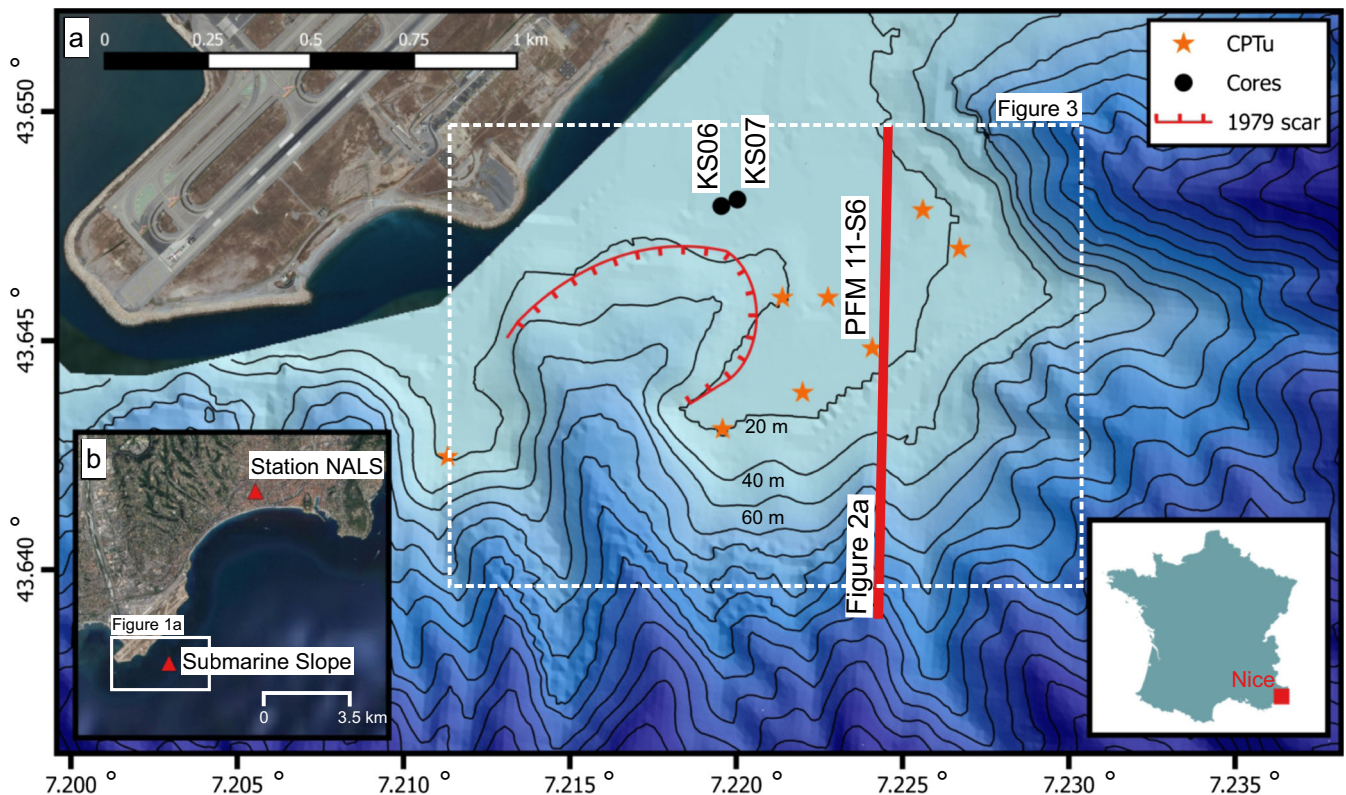 a
0 0.25 0.5 0.75 1 km
CPTu
Cores
1979 scar
Figure 3
KS06
KS07
PFM 11-S6
20 m
40 m
60 m
Figure 2a
43.650 °
43.645 °
43.640 °
b
Station NALS
Figure 1a
Submarine Slope
0 3.5 km
Nice
7.200 ° 7.205 ° 7.210 ° 7.215 ° 7.220 ° 7.225 ° 7.230 ° 7.235 °